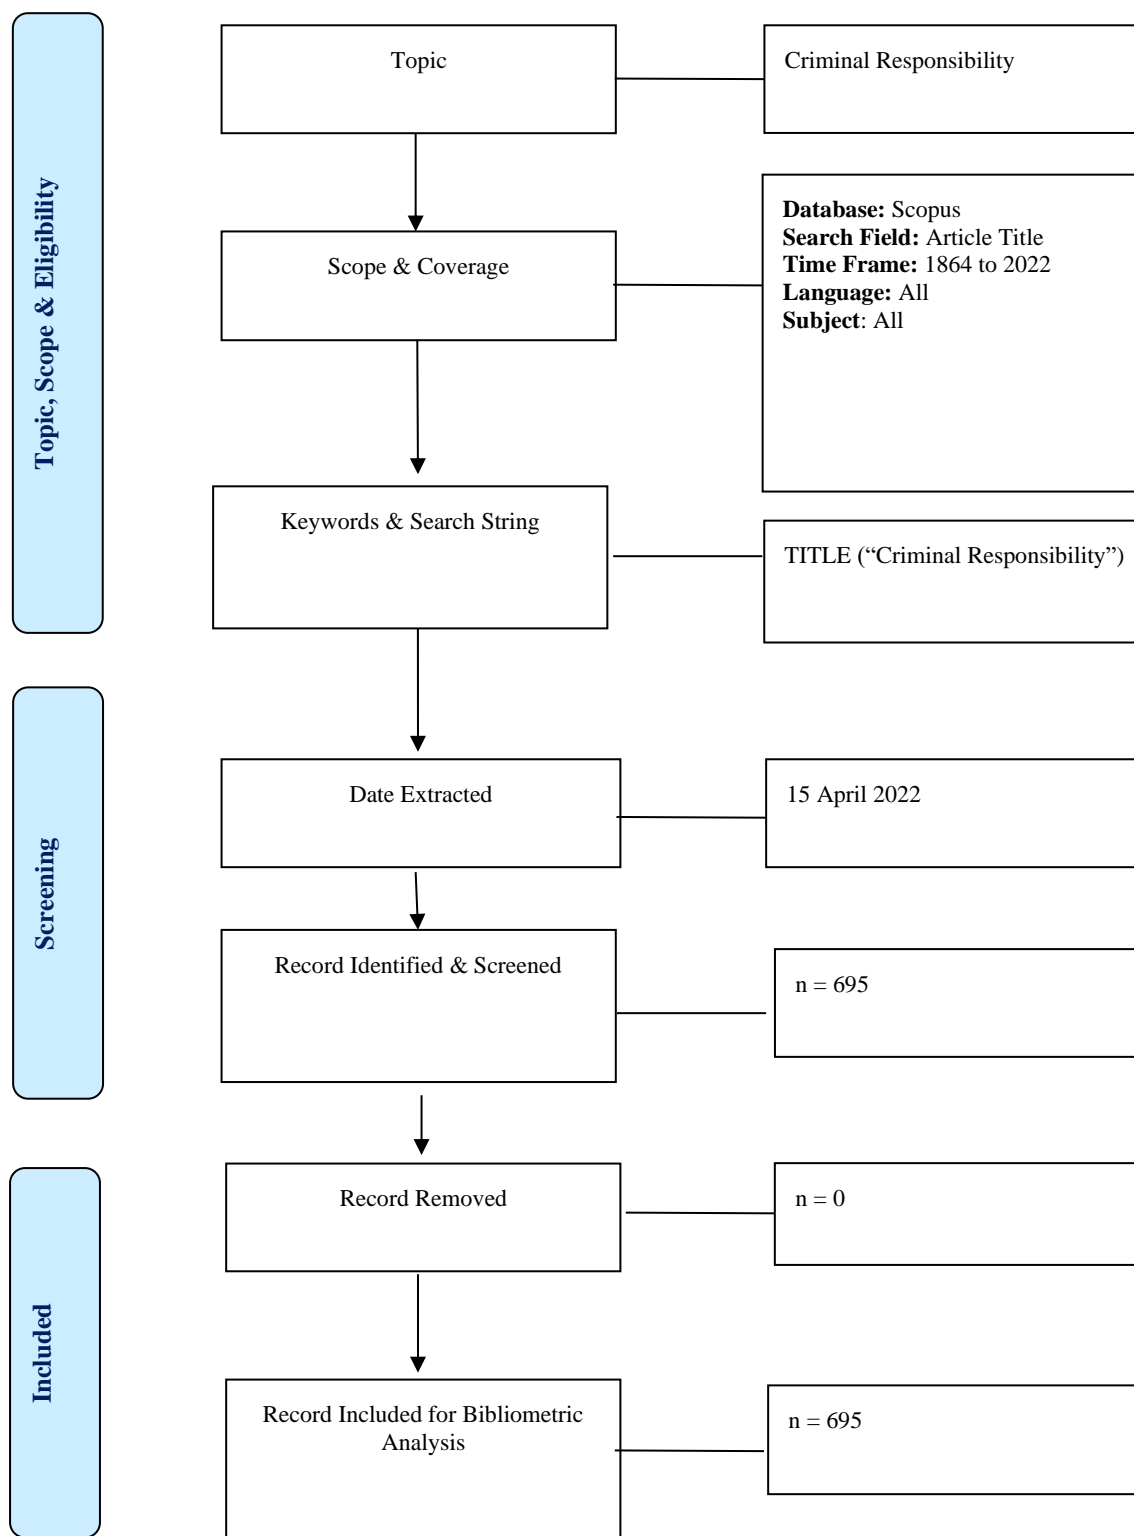 Topic, Scope & Eligibility
Topic
Criminal Responsibility
Scope & Coverage
Database: Scopus
Search Field: Article Title
Time Frame: 1864 to 2022
Language: All
Subject: All
Keywords & Search String
TITLE (“Criminal Responsibility”)
Screening
Date Extracted
15 April 2022
Record Identified & Screened
n = 695
Included
Record Removed
n = 0
Record Included for Bibliometric
Analysis
n = 695